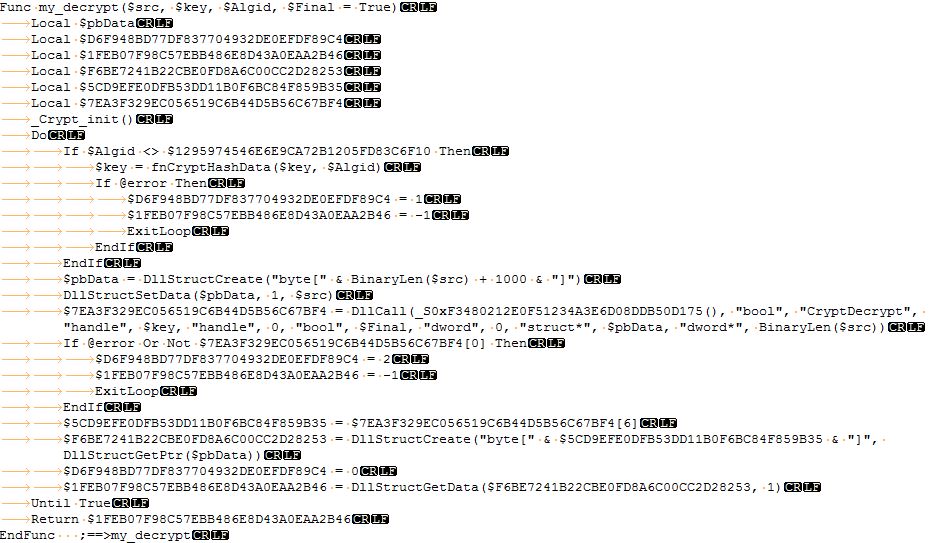 Func my_decrypt($src, $key, $Algid, $Final = True)CRLF
Local $pbDataCRLF
Local $D6F948BD77DF837704932DE0EFDF89C4CRLF
Local $1FEB07F98C57EBB486E8D43A0EAA2B46CRLF
Local $F6BE7241B22CBE0FD8A6C00CC2D28253CRLF
Local $5CD9EFE0DFB53DD11B0F6BC84F859B35CRLF
Local $7EA3F329EC056519C6B44D5B56C67BF4CRLF
_Crypt_init()CRLF
DoCRLF
If $Algid <> $1295974546E6E9CA72B1205FD83C6F10 ThenCRLF
$key = fnCryptHashData($key, $Algid)CRLF
If @error ThenCRLF
$D6F948BD77DF837704932DE0EFDF89C4 = 1CRLF
$1FEB07F98C57EBB486E8D43A0EAA2B46 = -1CRLF
ExitLoopCRLF
EndIfCRLF
EndIfCRLF
$pbData = DllStructCreate("byte[" & BinaryLen($src) + 1000 & "]")CRLF
DllStructSetData($pbData, 1, $src)CRLF
$7EA3F329EC056519C6B44D5B56C67BF4 = DllCall(_S0xF3480212E0F51234A3E6D08DDB50D175(), "bool", "CryptDecrypt",
"handle", $key, "handle", 0, "bool", $Final, "dword", 0, "struct*", $pbData, "dword*", BinaryLen($src))CRLF
If @error Or Not $7EA3F329EC056519C6B44D5B56C67BF4[0] ThenCRLF
$D6F948BD77DF837704932DE0EFDF89C4 = 2CRLF
$1FEB07F98C57EBB486E8D43A0EAA2B46 = -1CRLF
ExitLoopCRLF
EndIfCRLF
$5CD9EFE0DFB53DD11B0F6BC84F859B35 = $7EA3F329EC056519C6B44D5B56C67BF4[6]CRLF
$F6BE7241B22CBE0FD8A6C00CC2D28253 = DllStructCreate("byte[" & $5CD9EFE0DFB53DD11B0F6BC84F859B35 & "]",
DllStructGetPtr($pbData))CRLF
$D6F948BD77DF837704932DE0EFDF89C4 = 0CRLF
$1FEB07F98C57EBB486E8D43A0EAA2B46 = DllStructGetData($F6BE7241B22CBE0FD8A6C00CC2D28253, 1)CRLF
Until TrueCRLF
Return $1FEB07F98C57EBB486E8D43A0EAA2B46CRLF
EndFunc   ;==>my_decryptCRLF